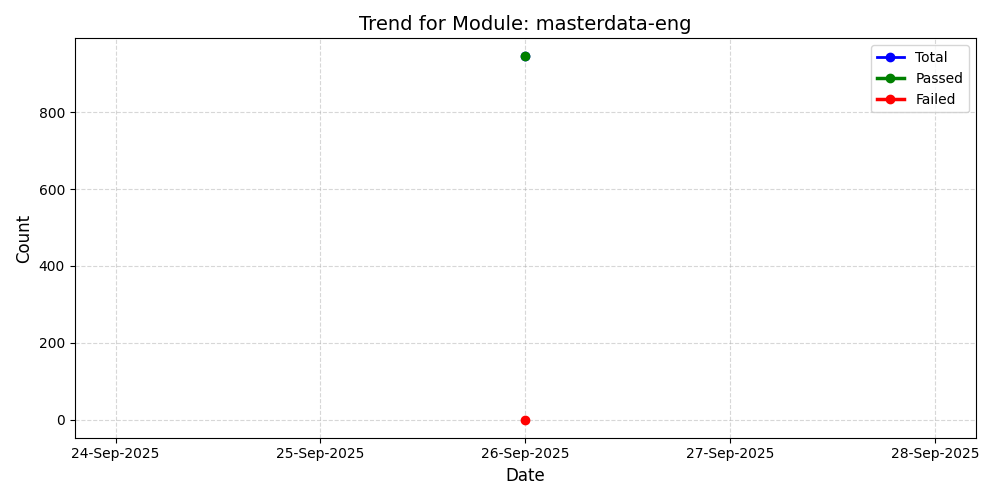 Trend for Module: masterdata-eng
Total
Passed
Failed
Count
800
600
400
200
0
24-Sep-2025
25-Sep-2025
26-Sep-2025
27-Sep-2025
28-Sep-2025
Date